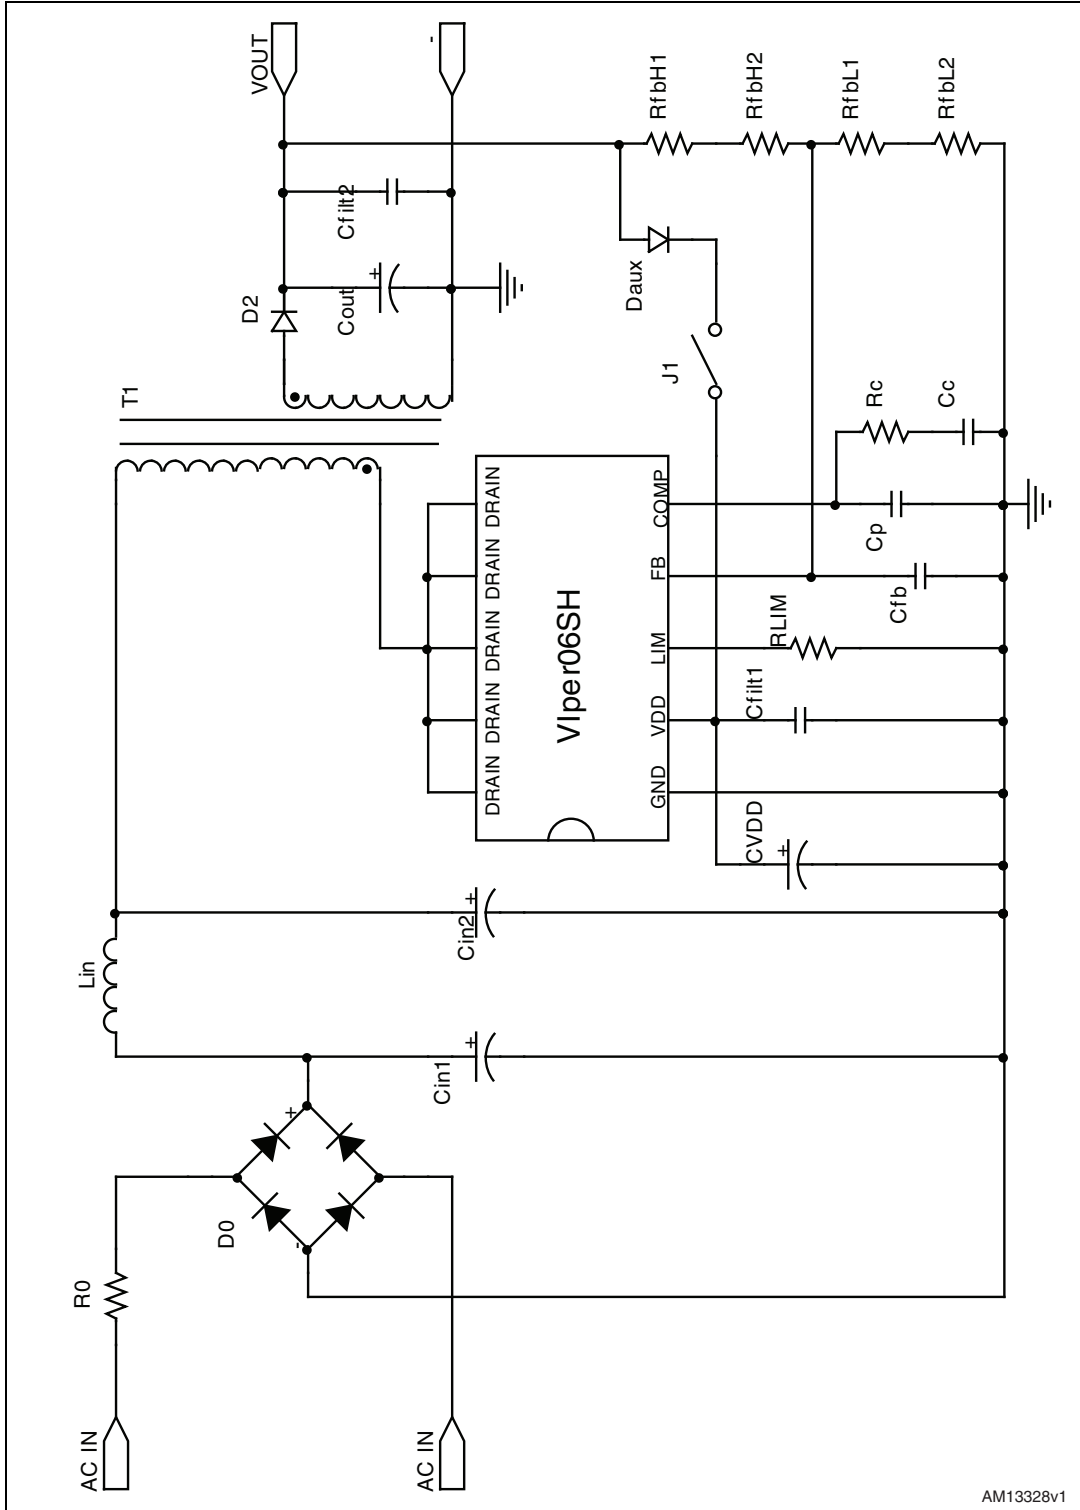 AC IN
AC IN
R0
D0
+
-
Lin
Cin1
+
Cin2
+
T1
D2
Cout
+
Cfilt2
VOUT
-
VIper06SH
DRAIN DRAIN DRAIN DRAIN DRAIN
GND
VDD
LIM
FB
COMP
CVDD
+
Cfilt1
RLIM
Cfb
Cp
Rc
Cc
J1
Daux
RfbH1
RfbH2
RfbL1
RfbL2
AM13328v1